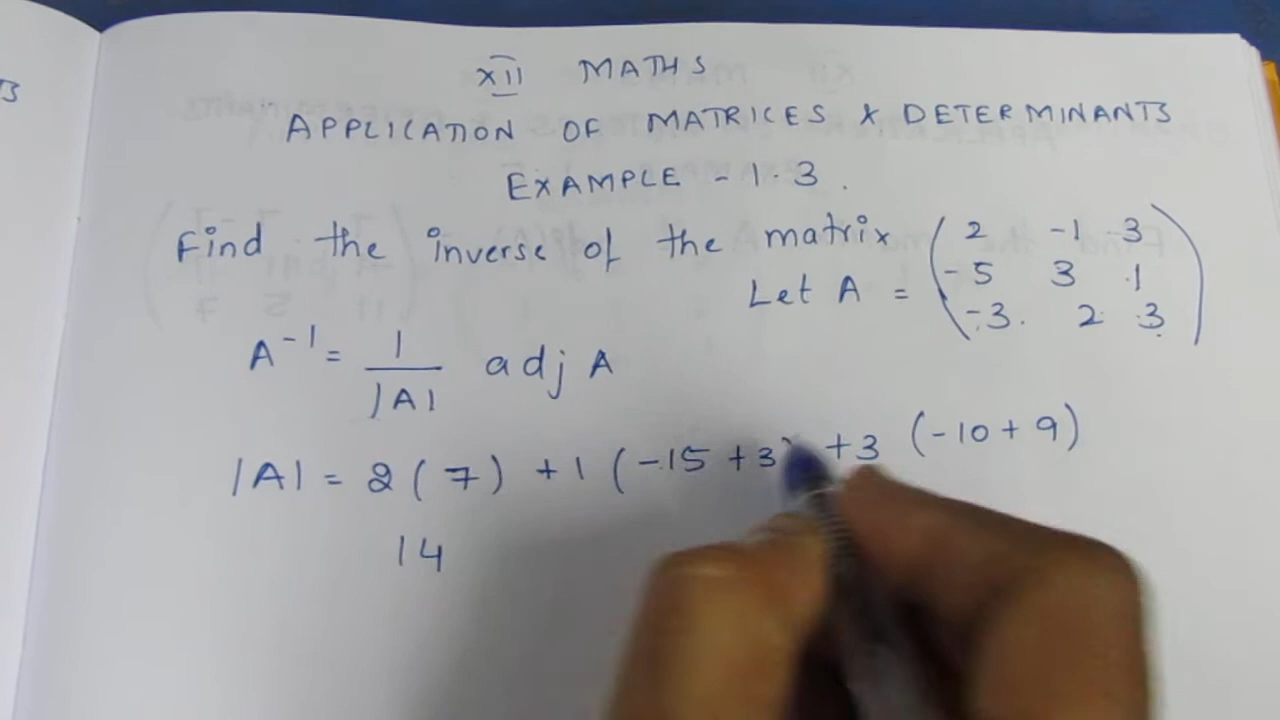 XII MATHS
APPLICATION OF MATRICES & DETERMINANTS
EXAMPLE - 1.3.
Find the inverse of the matrix
Let A = ( 2 -1 3
-5 3 1
-3 2 3 )
A⁻¹ = 1/|A| adj A
|A| = 2(7) + 1(-15+3) + 3(-10+9)
14